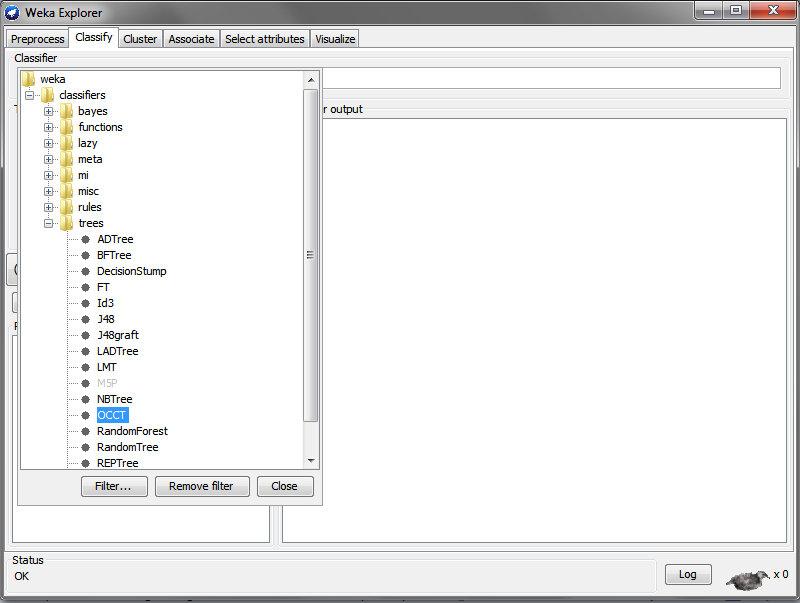 Weka Explorer
Preprocess Classify Cluster Associate Select attributes Visualize
Classifier
weka
classifiers
bayes
functions
lazy
meta
mi
misc
rules
trees
ADTree
BFTree
DecisionStump
FT
Id3
J48
J48graft
LADTree
LMT
M5P
NBTree
OCCT
RandomForest
RandomTree
REPTree
Filter... Remove filter Close
output
Status
OK
Log
x 0